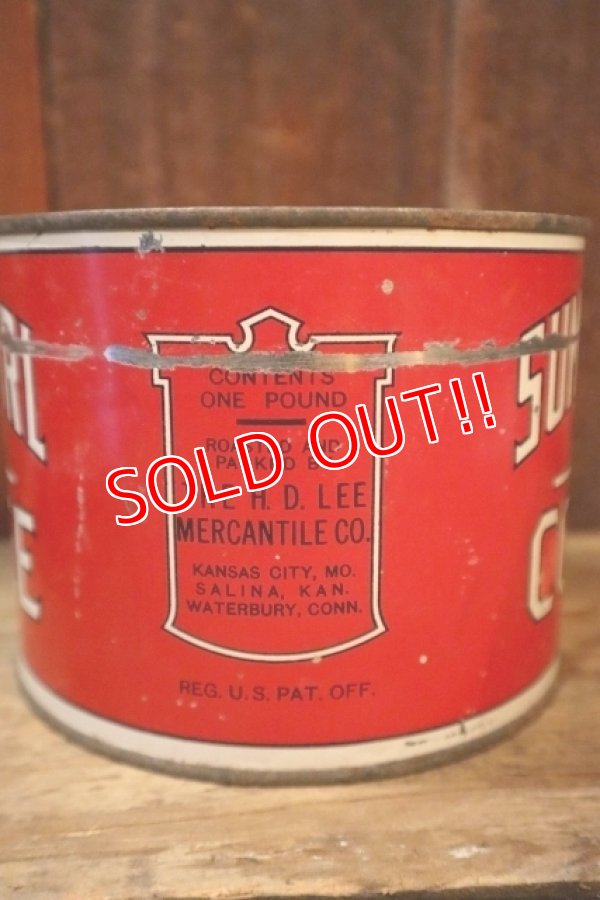 CONTENTS
ONE POUND
ROASTED AND
PACKED BY
THE H. D. LEE
MERCANTILE CO.
KANSAS CITY, MO.
SALINA, KAN.
WATERBURY, CONN.
REG. U.S. PAT. OFF.
SOLD OUT!!